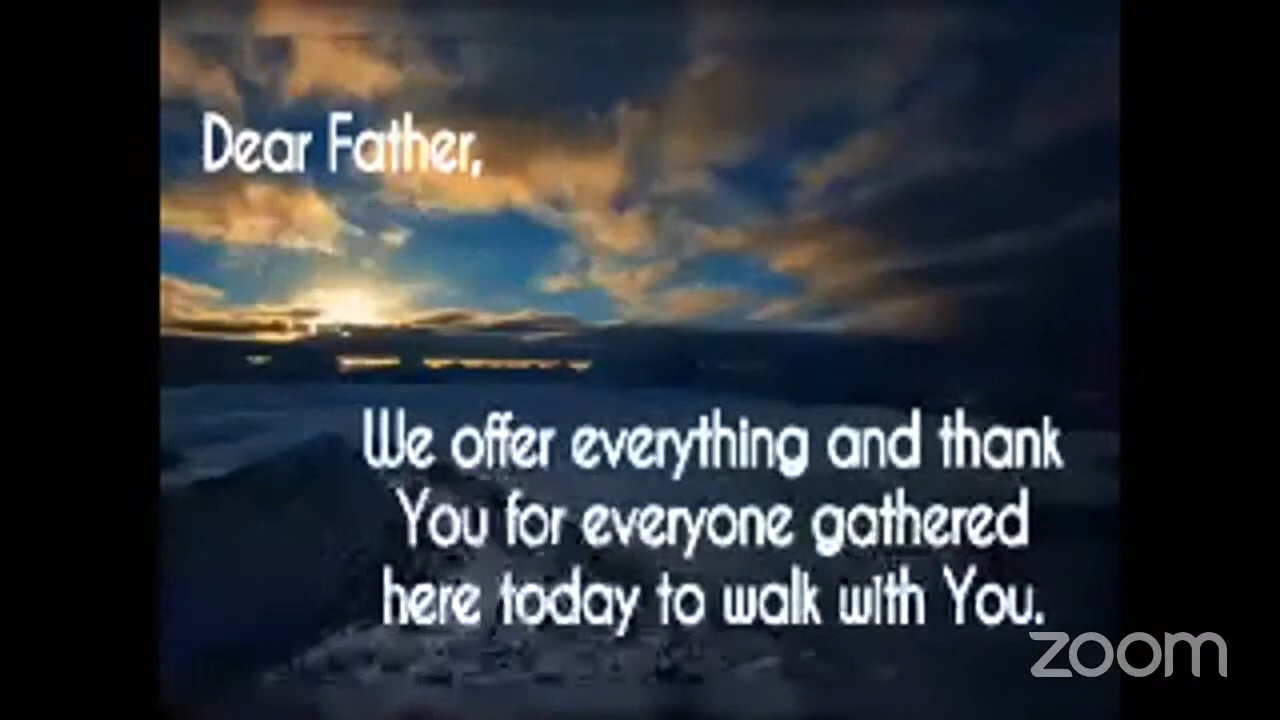 Dear Father,
We offer everything and thank
You for everyone gathered
here today to walk with You.
zoom